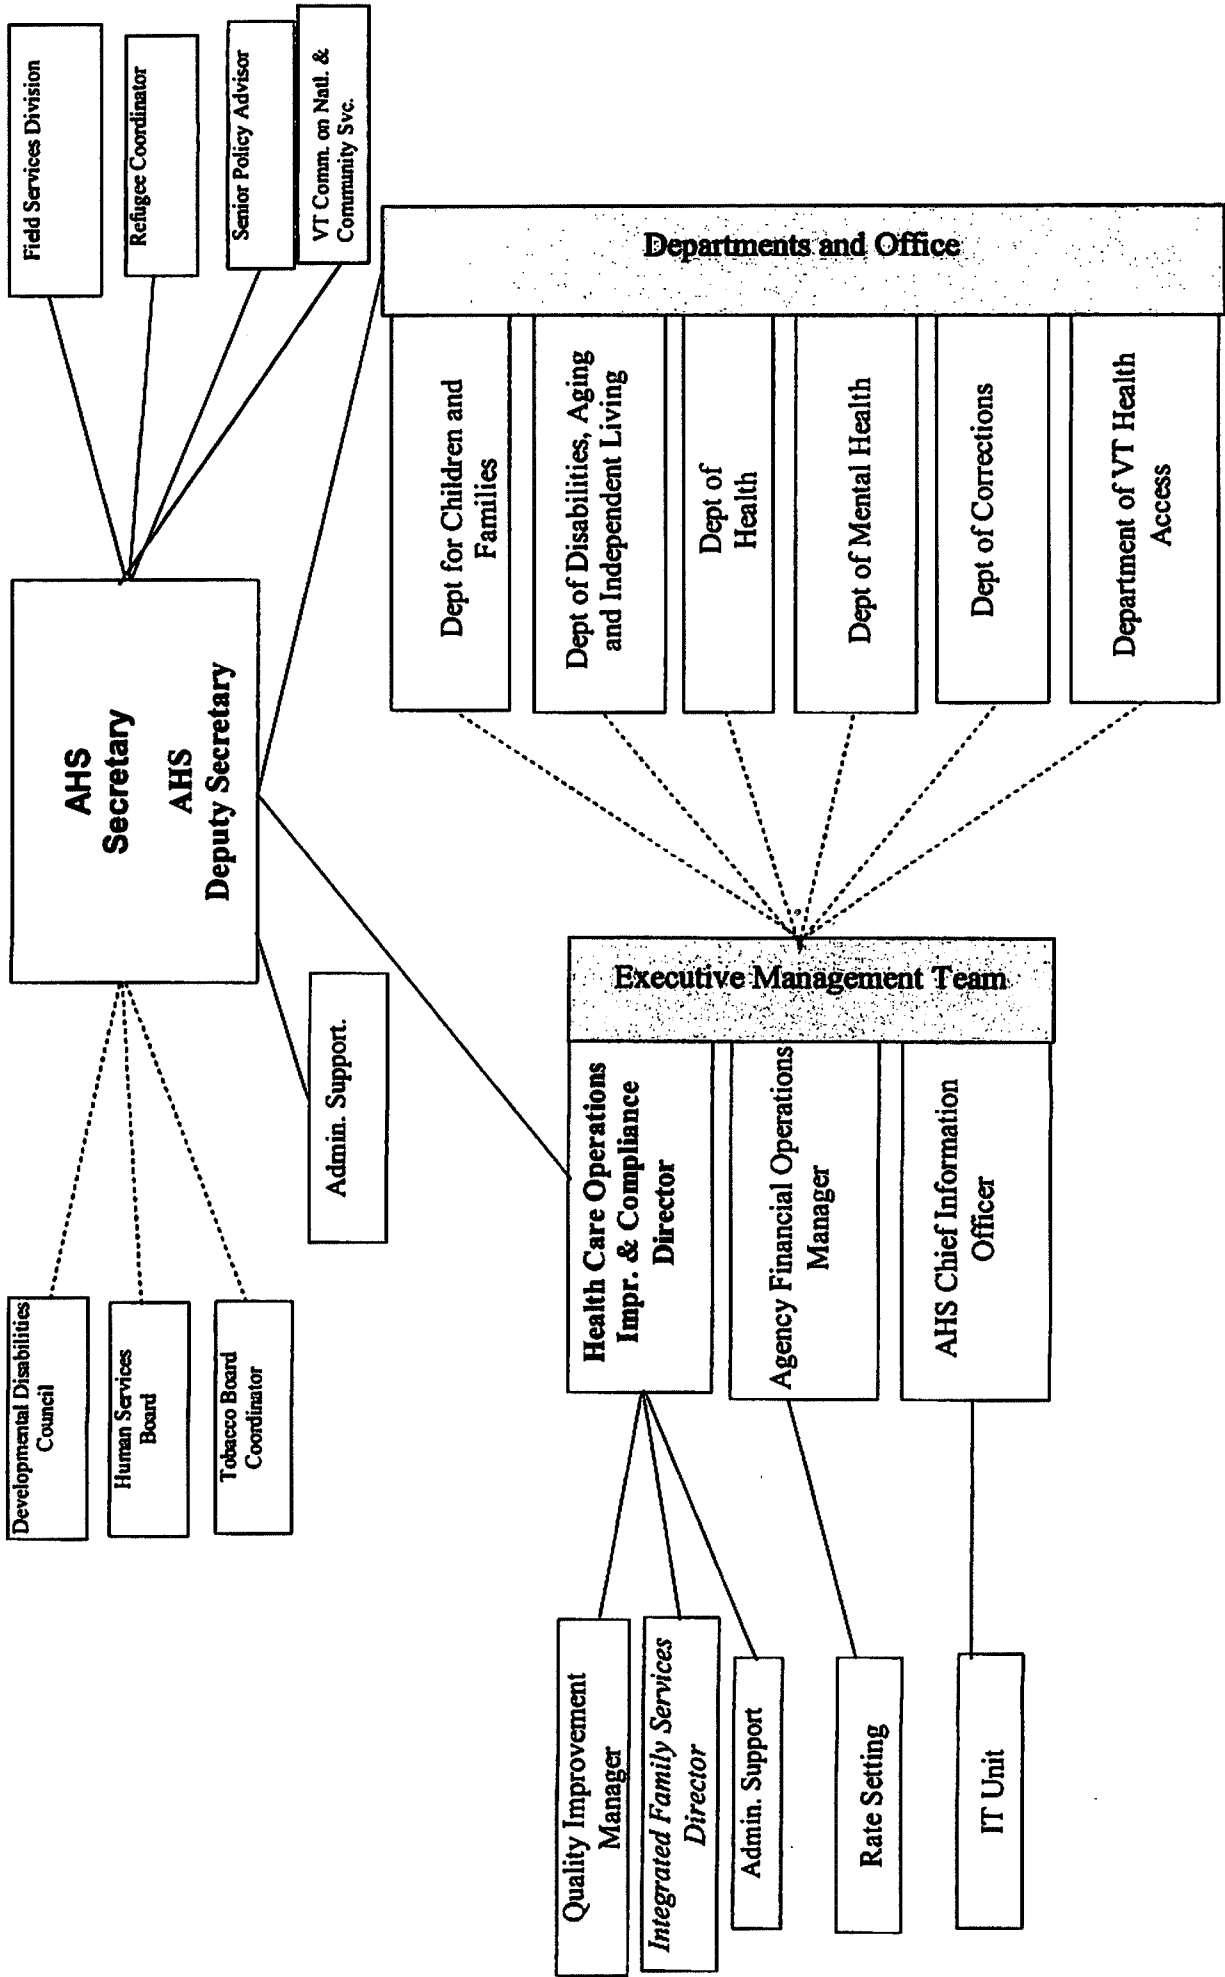 AHS
Secretary
AHS
Deputy Secretary
Developmental Disabilities
Council
Human Services
Board
Tobacco Board
Coordinator
Admin. Support.
Field Services Division
Refugee Coordinator
Senior Policy Advisor
VT Comm. on Natl. &
Community Svc.
Executive Management Team
Health Care Operations
Impr. & Compliance
Director
Agency Financial Operations
Manager
AHS Chief Information
Officer
Quality Improvement
Manager
Integrated Family Services
Director
Admin. Support
Rate Setting
IT Unit
Departments and Office
Dept for Children and
Families
Dept of Disabilities, Aging
and Independent Living
Dept of
Health
Dept of Mental Health
Dept of Corrections
Department of VT Health
Access